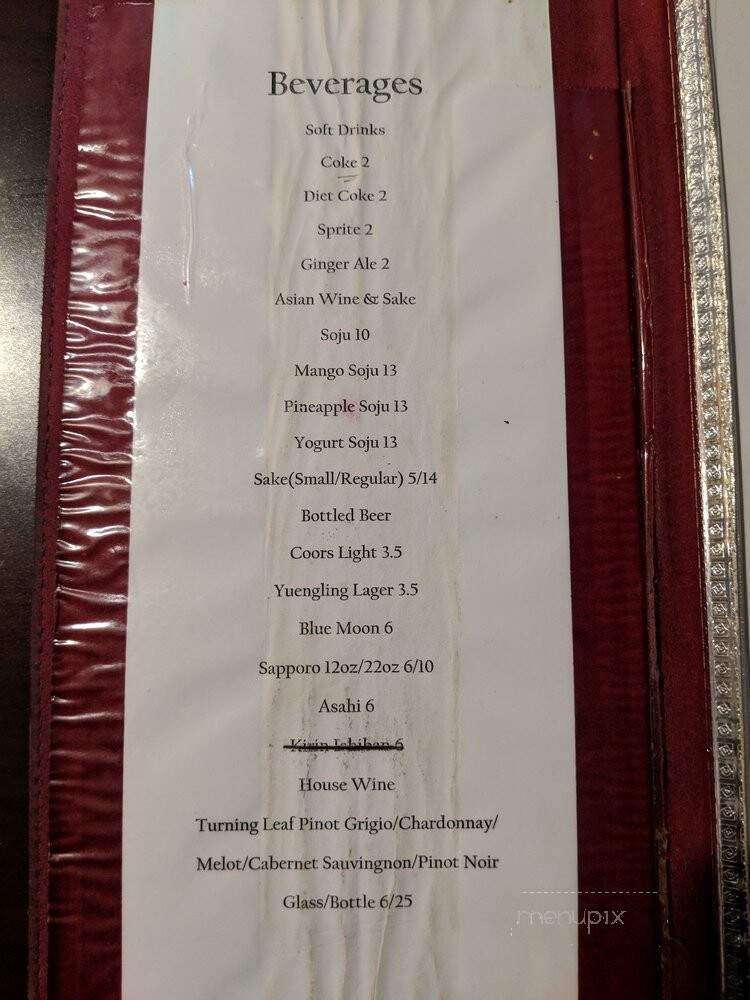 Beverages
Soft Drinks
Coke 2
Diet Coke 2
Sprite 2
Ginger Ale 2
Asian Wine & Sake
Soju 10
Mango Soju 13
Pineapple Soju 13
Yogurt Soju 13
Sake(Small/Regular) 5/14
Bottled Beer
Coors Light 3.5
Yuengling Lager 3.5
Blue Moon 6
Sapporo 12oz/22oz 6/10
Asahi 6
Kirin Ichiban 6
House Wine
Turning Leaf Pinot Grigio/Chardonnay/
Melot/Cabernet Sauvingnon/Pinot Noir
Glass/Bottle 6/25
menupix